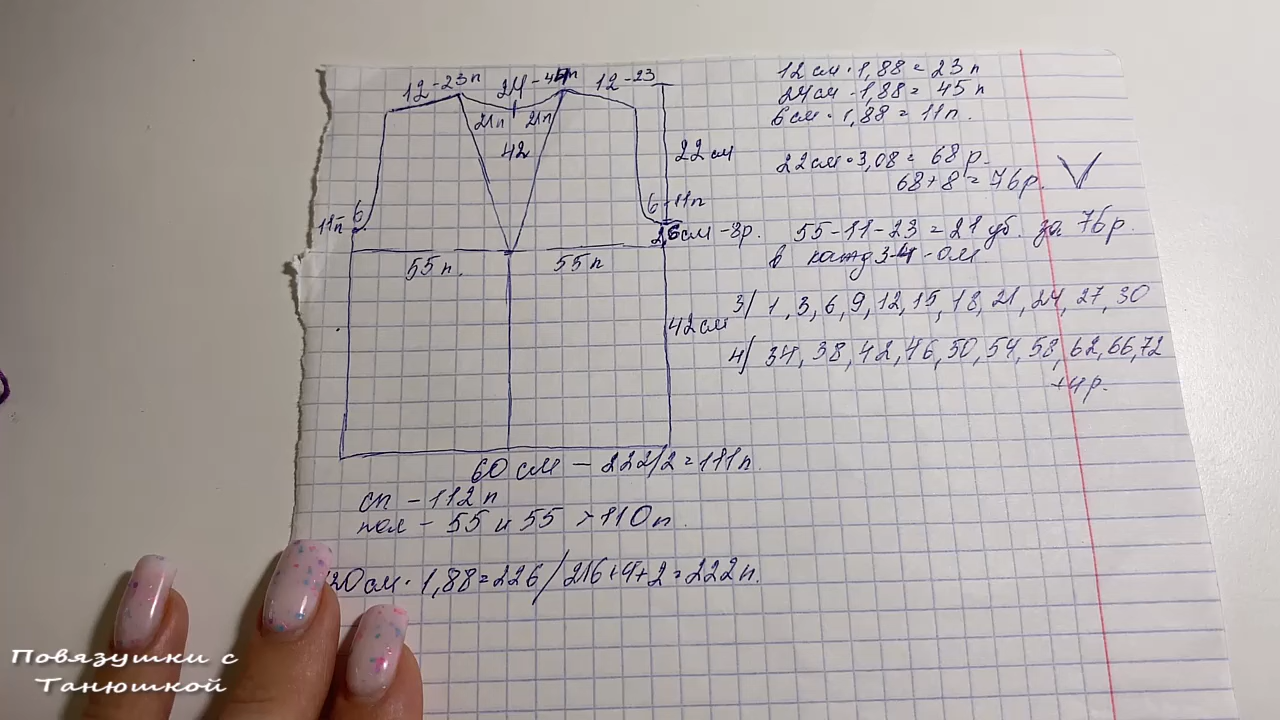 12-23п 24-45п 12-23
21п 21п
42
22см
6
11п
6-11п
26см-8р.
55п. 55п
42см
60см - 222/2=111п.
сп - 112п
пол - 55 и 55 >110п.
120см · 1,88=226/216+4+2=222п.
12см · 1,88 = 23п
24см · 1,88 = 45п
6см · 1,88 = 11п.
22см · 3,08 = 68р.
68+8=76р. V
55-11-23=21 уб. за 76р.
в кажд 3-4-ом
3/ 1, 3, 6, 9, 12, 15, 18, 21, 24, 27, 30
4/ 34, 38, 42, 46, 50, 54, 58, 62, 66, 72
+4р.
Повязушки с
Танюшкой